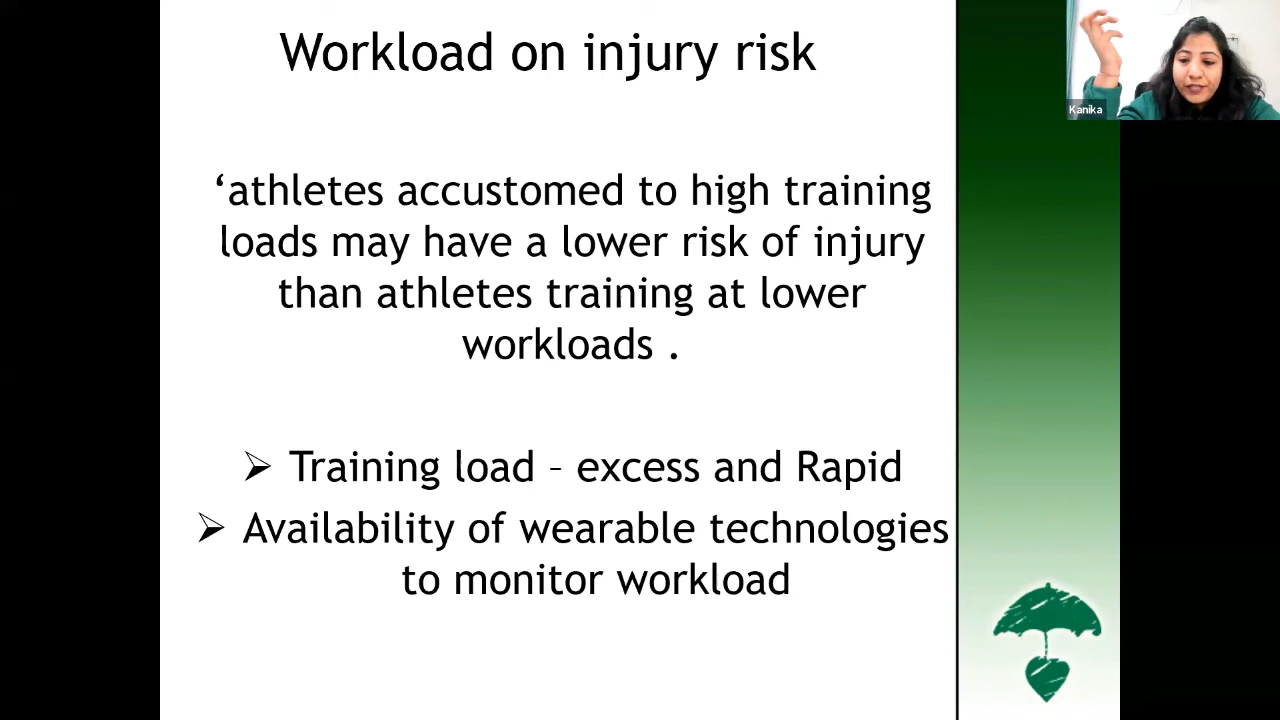 Workload on injury risk
Kanika
‘athletes accustomed to high training
loads may have a lower risk of injury
than athletes training at lower
workloads .
➢ Training load – excess and Rapid
➢ Availability of wearable technologies
to monitor workload